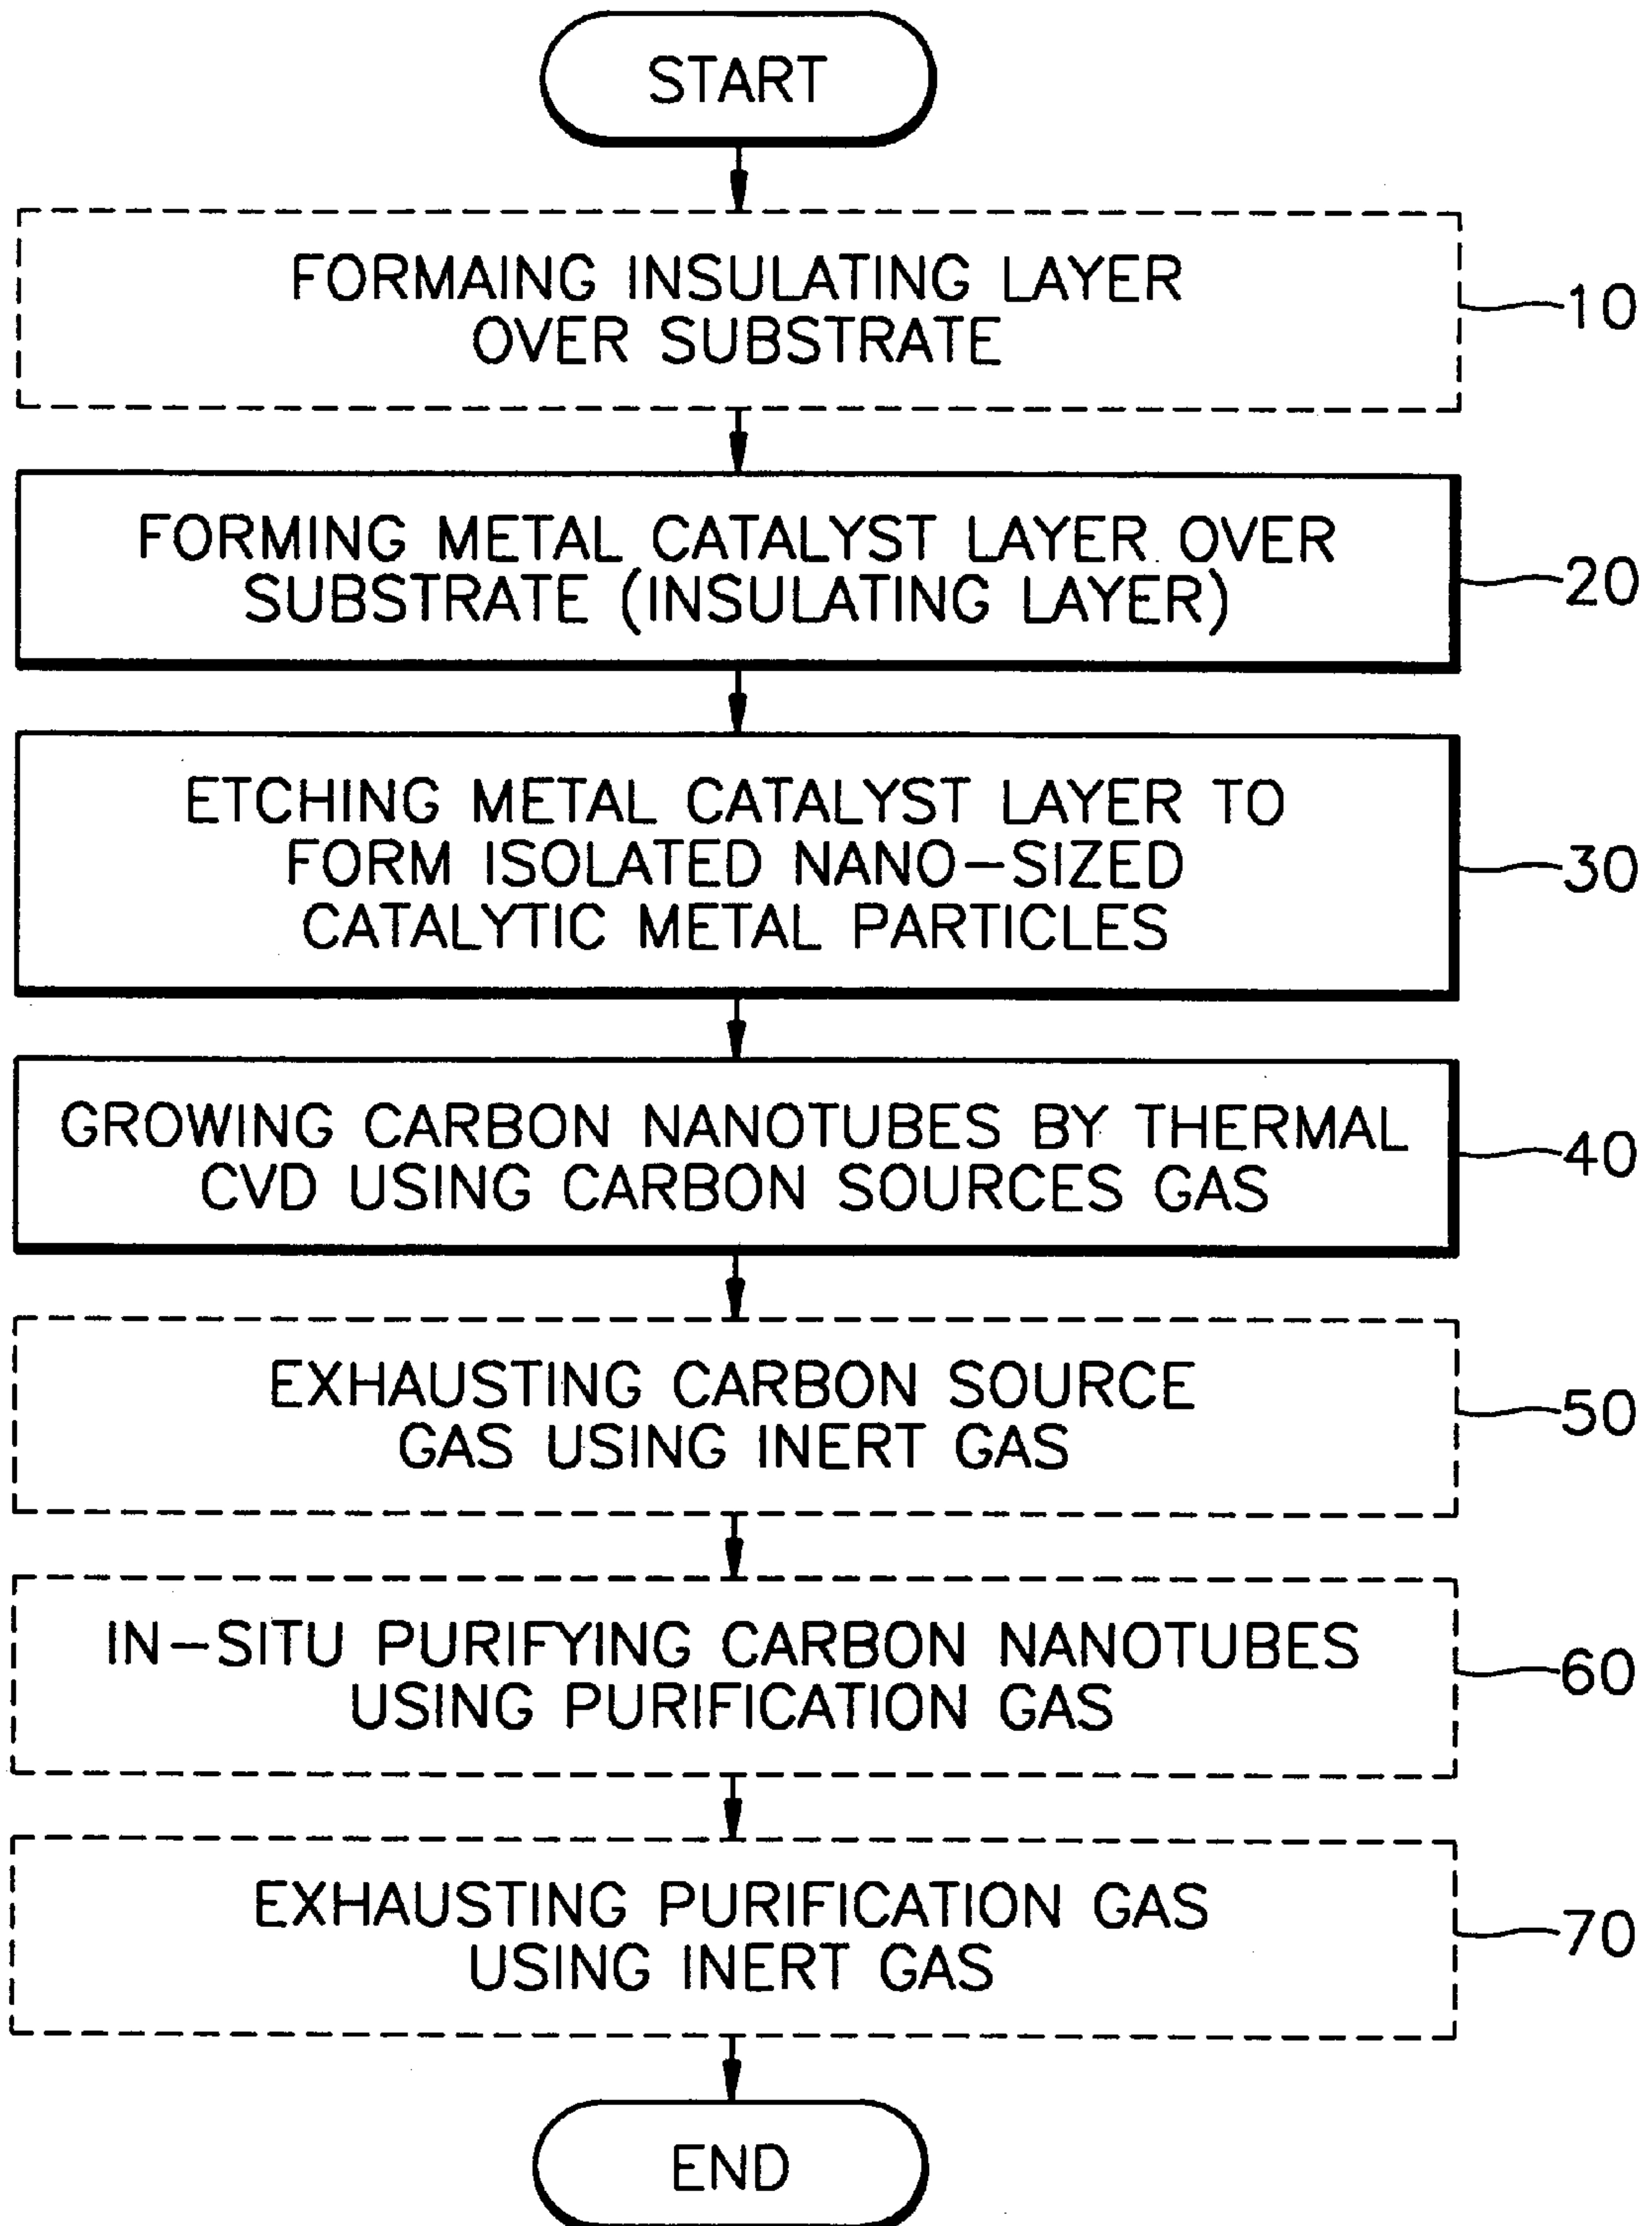 START
FORMAING INSULATING LAYER
OVER SUBSTRATE
10
FORMING METAL CATALYST LAYER OVER
SUBSTRATE (INSULATING LAYER)
20
ETCHING METAL CATALYST LAYER TO
FORM ISOLATED NANO-SIZED
CATALYTIC METAL PARTICLES
30
GROWING CARBON NANOTUBES BY THERMAL
CVD USING CARBON SOURCES GAS
40
EXHAUSTING CARBON SOURCE
GAS USING INERT GAS
50
IN-SITU PURIFYING CARBON NANOTUBES
USING PURIFICATION GAS
60
EXHAUSTING PURIFICATION GAS
USING INERT GAS
70
END